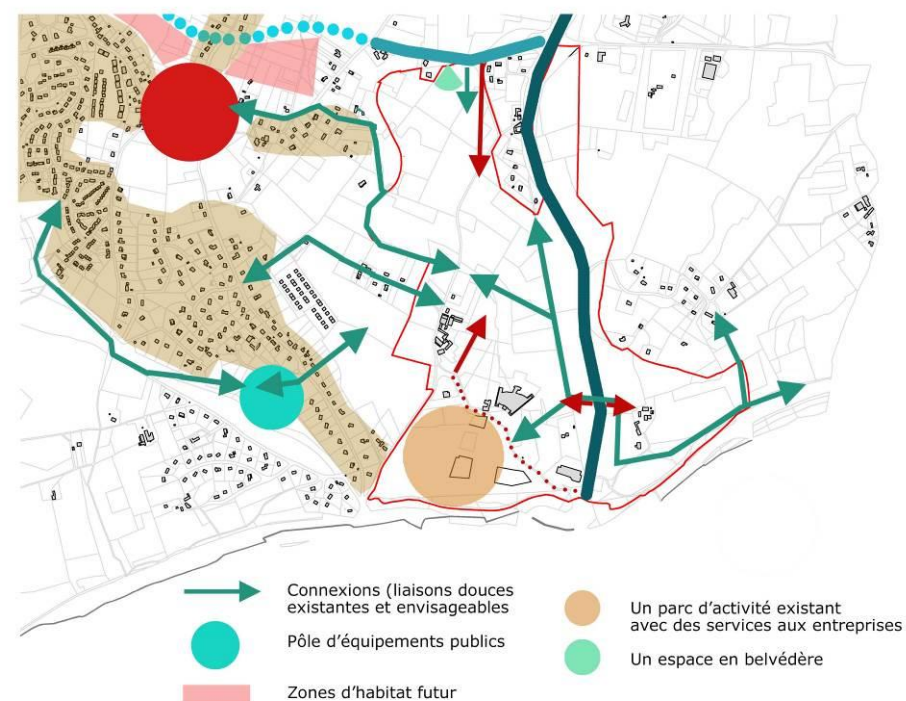 Connexions (liaisons douces
existantes et envisageables
Pôle d'équipements publics
Zones d'habitat futur
Un parc d'activité existant
avec des services aux entreprises
Un espace en belvédère